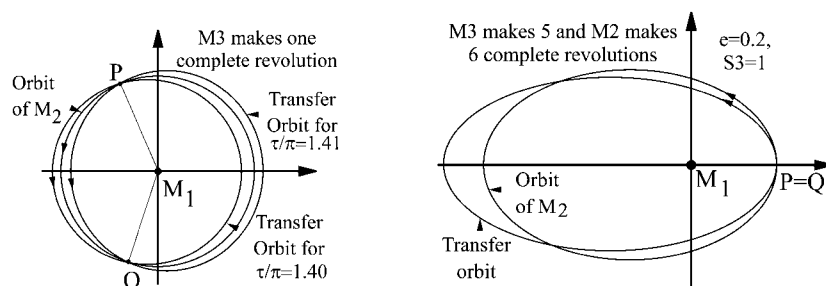 M3 makes one
complete revolution
P
Orbit
of M2
Transfer
Orbit for
τ/π=1.41
M1
Transfer
Orbit for
τ/π=1.40
Q
M3 makes 5 and M2 makes
6 complete revolutions
e=0.2,
S3=1
Orbit
of M2
M1
P=Q
Transfer
orbit